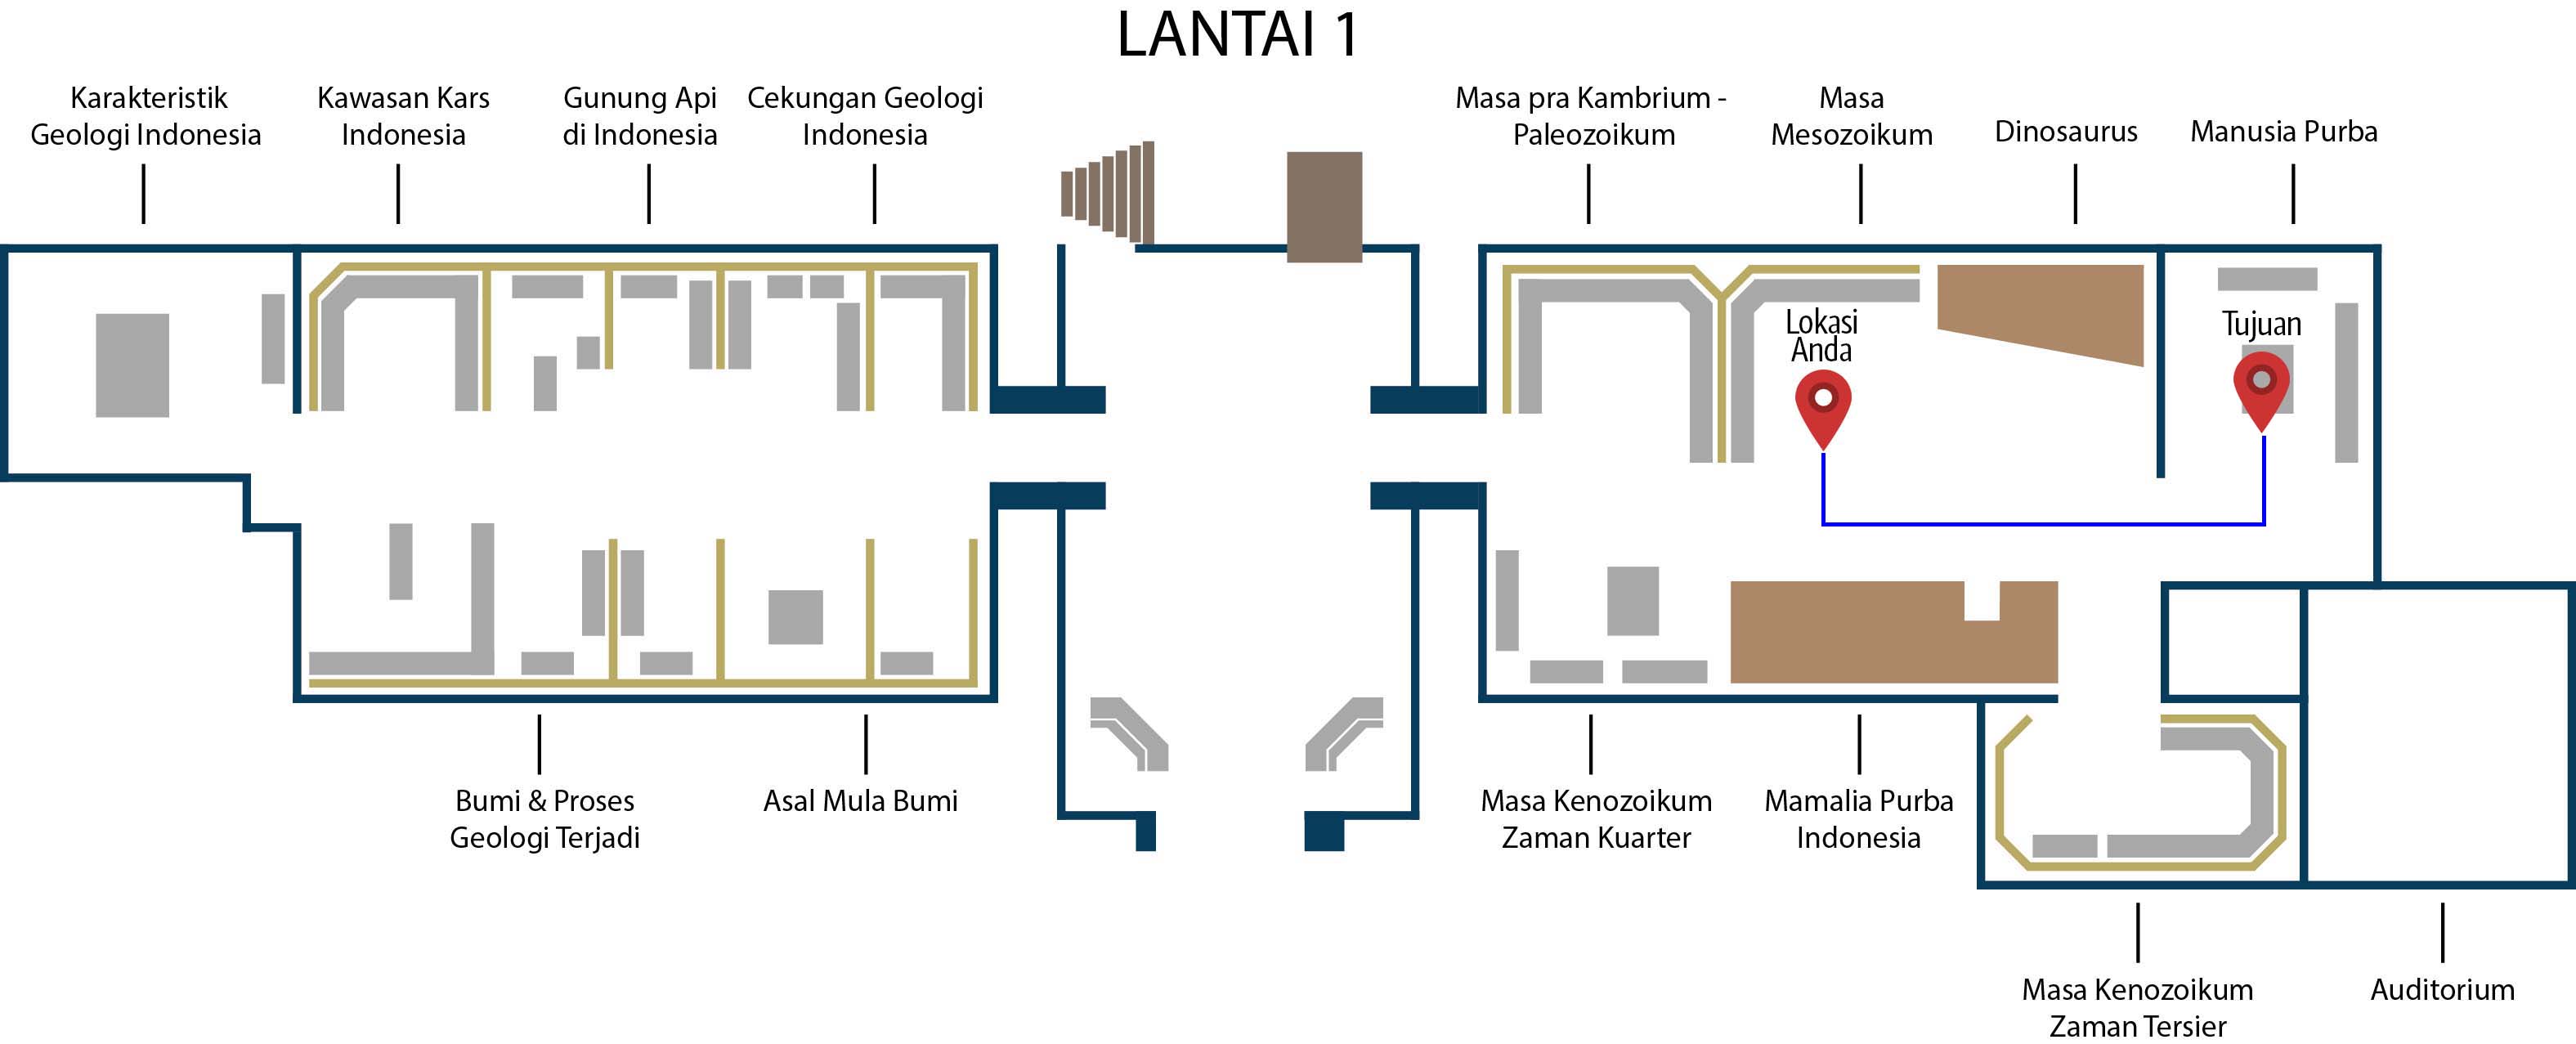 LANTAI 1
Karakteristik
Geologi Indonesia
Kawasan Kars
Indonesia
Gunung Api
di Indonesia
Cekungan Geologi
Indonesia
Masa pra Kambrium -
Paleozoikum
Masa
Mesozoikum
Dinosaurus
Manusia Purba
Lokasi
Anda
Tujuan
Bumi & Proses
Geologi Terjadi
Asal Mula Bumi
Masa Kenozoikum
Zaman Kuarter
Mamalia Purba
Indonesia
Masa Kenozoikum
Zaman Tersier
Auditorium